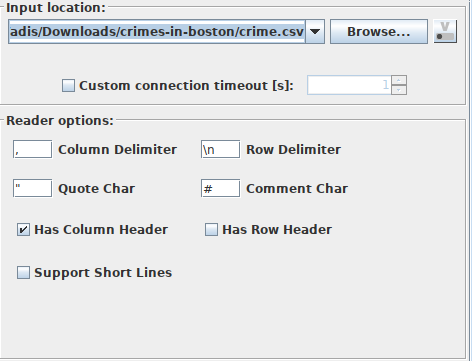 Input location:
adis/Downloads/crimes-in-boston/crime.csv Browse... V
Custom connection timeout [s]: 1
Reader options:
, Column Delimiter \n Row Delimiter
" Quote Char # Comment Char
Has Column Header Has Row Header
Support Short Lines